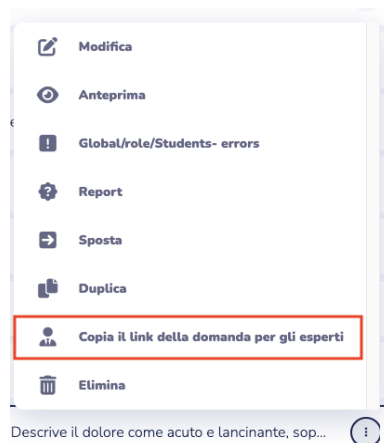 Modifica
Anteprima
Global/role/Students- errors
Report
Sposta
Duplica
Copia il link della domanda per gli esperti
Elimina
Descrive il dolore come acuto e lancinante, sop...